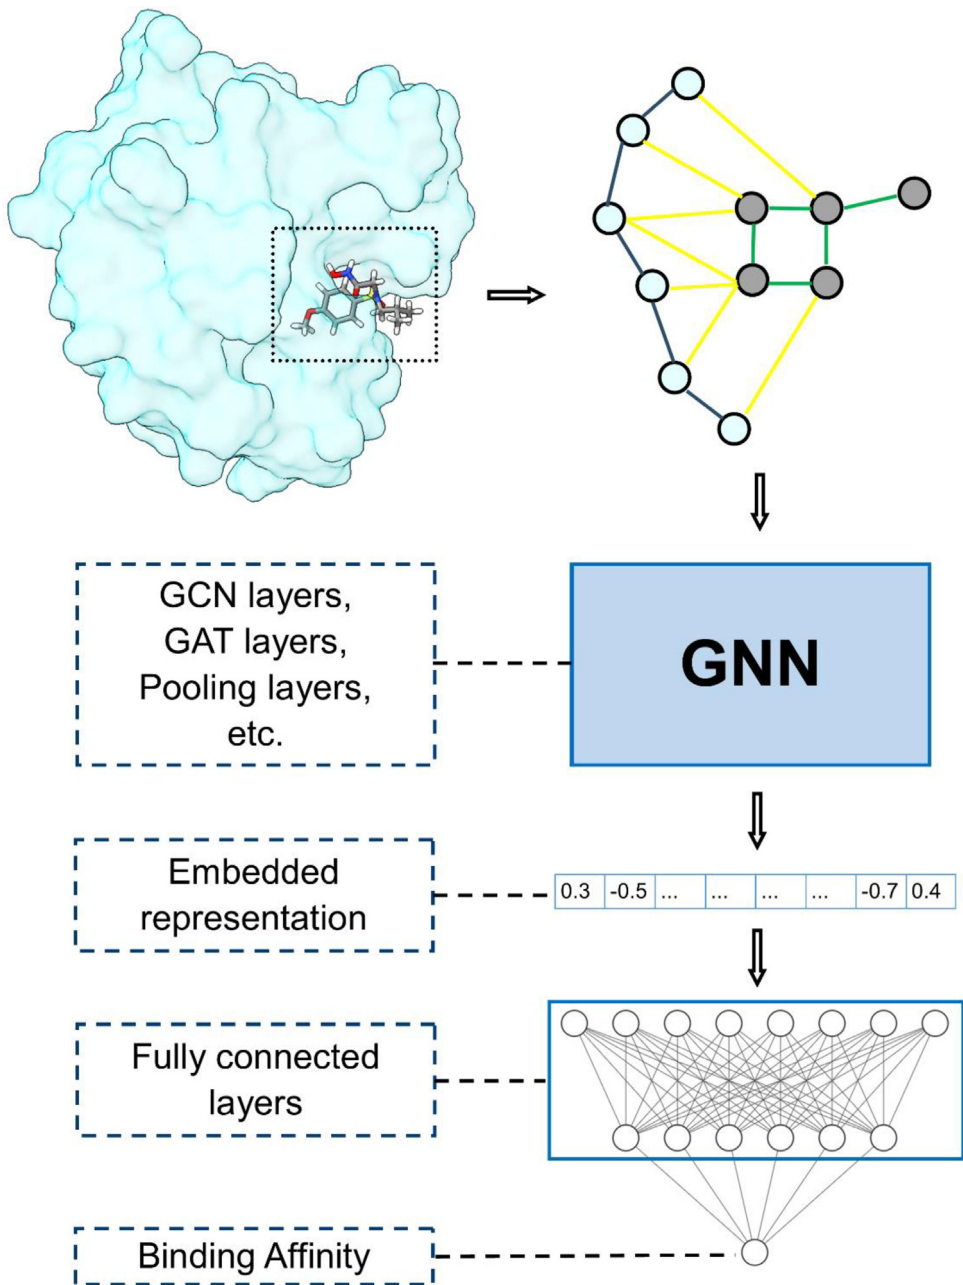 GCN layers,
GAT layers,
Pooling layers,
etc.
GNN
Embedded
representation
0.3 -0.5 ... ... ... ... -0.7 0.4
Fully connected
layers
Binding Affinity